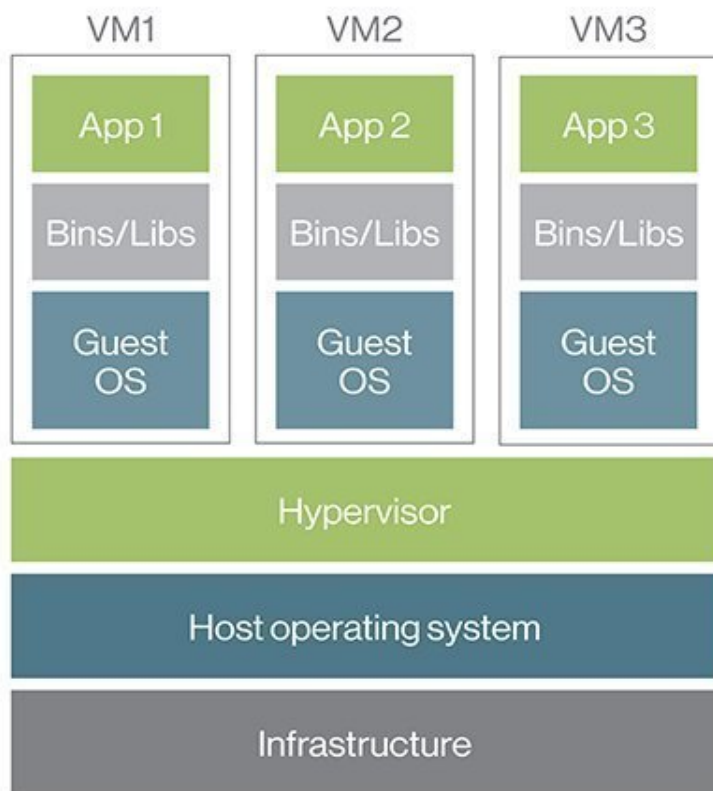 VM1 VM2 VM3
App 1 App 2 App 3
Bins/Libs Bins/Libs Bins/Libs
Guest Guest Guest
OS OS OS
Hypervisor
Host operating system
Infrastructure